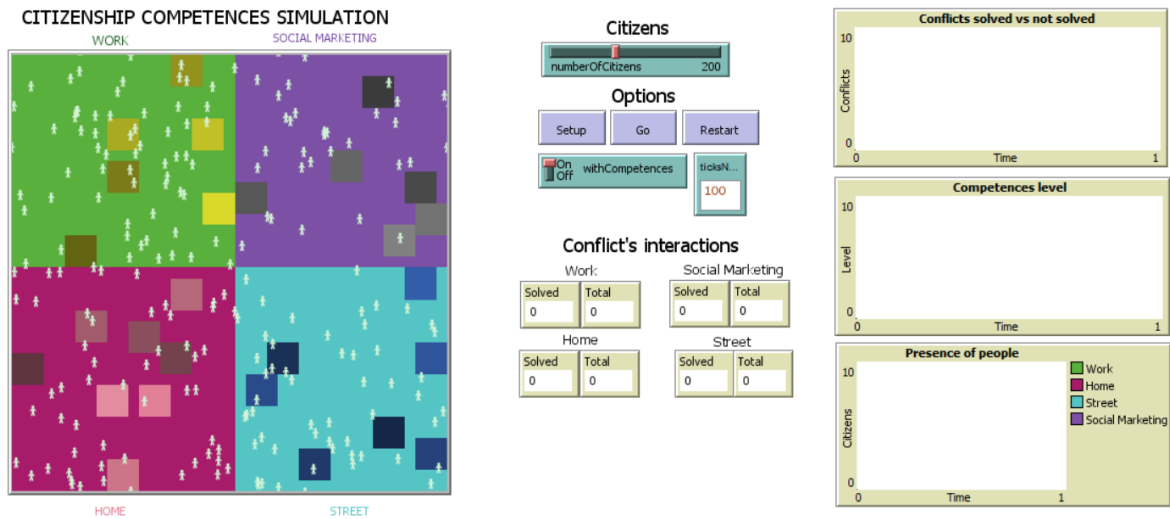 CITIZENSHIP COMPETENCES SIMULATION
WORK
SOCIAL MARKETING
HOME
STREET
Citizens
numberOfCitizens 200
Options
Setup
Go
Restart
On
Off
withCompetences
ticksN...
100
Conflict's interactions
Work
Solved
0
Total
0
Social Marketing
Solved
0
Total
0
Home
Solved
0
Total
0
Street
Solved
0
Total
0
Conflicts solved vs not solved
10
Conflicts
0
0
Time
1
Competences level
10
Level
0
0
Time
1
Presence of people
10
Citizens
0
0
Time
1
Work
Home
Street
Social Marketing